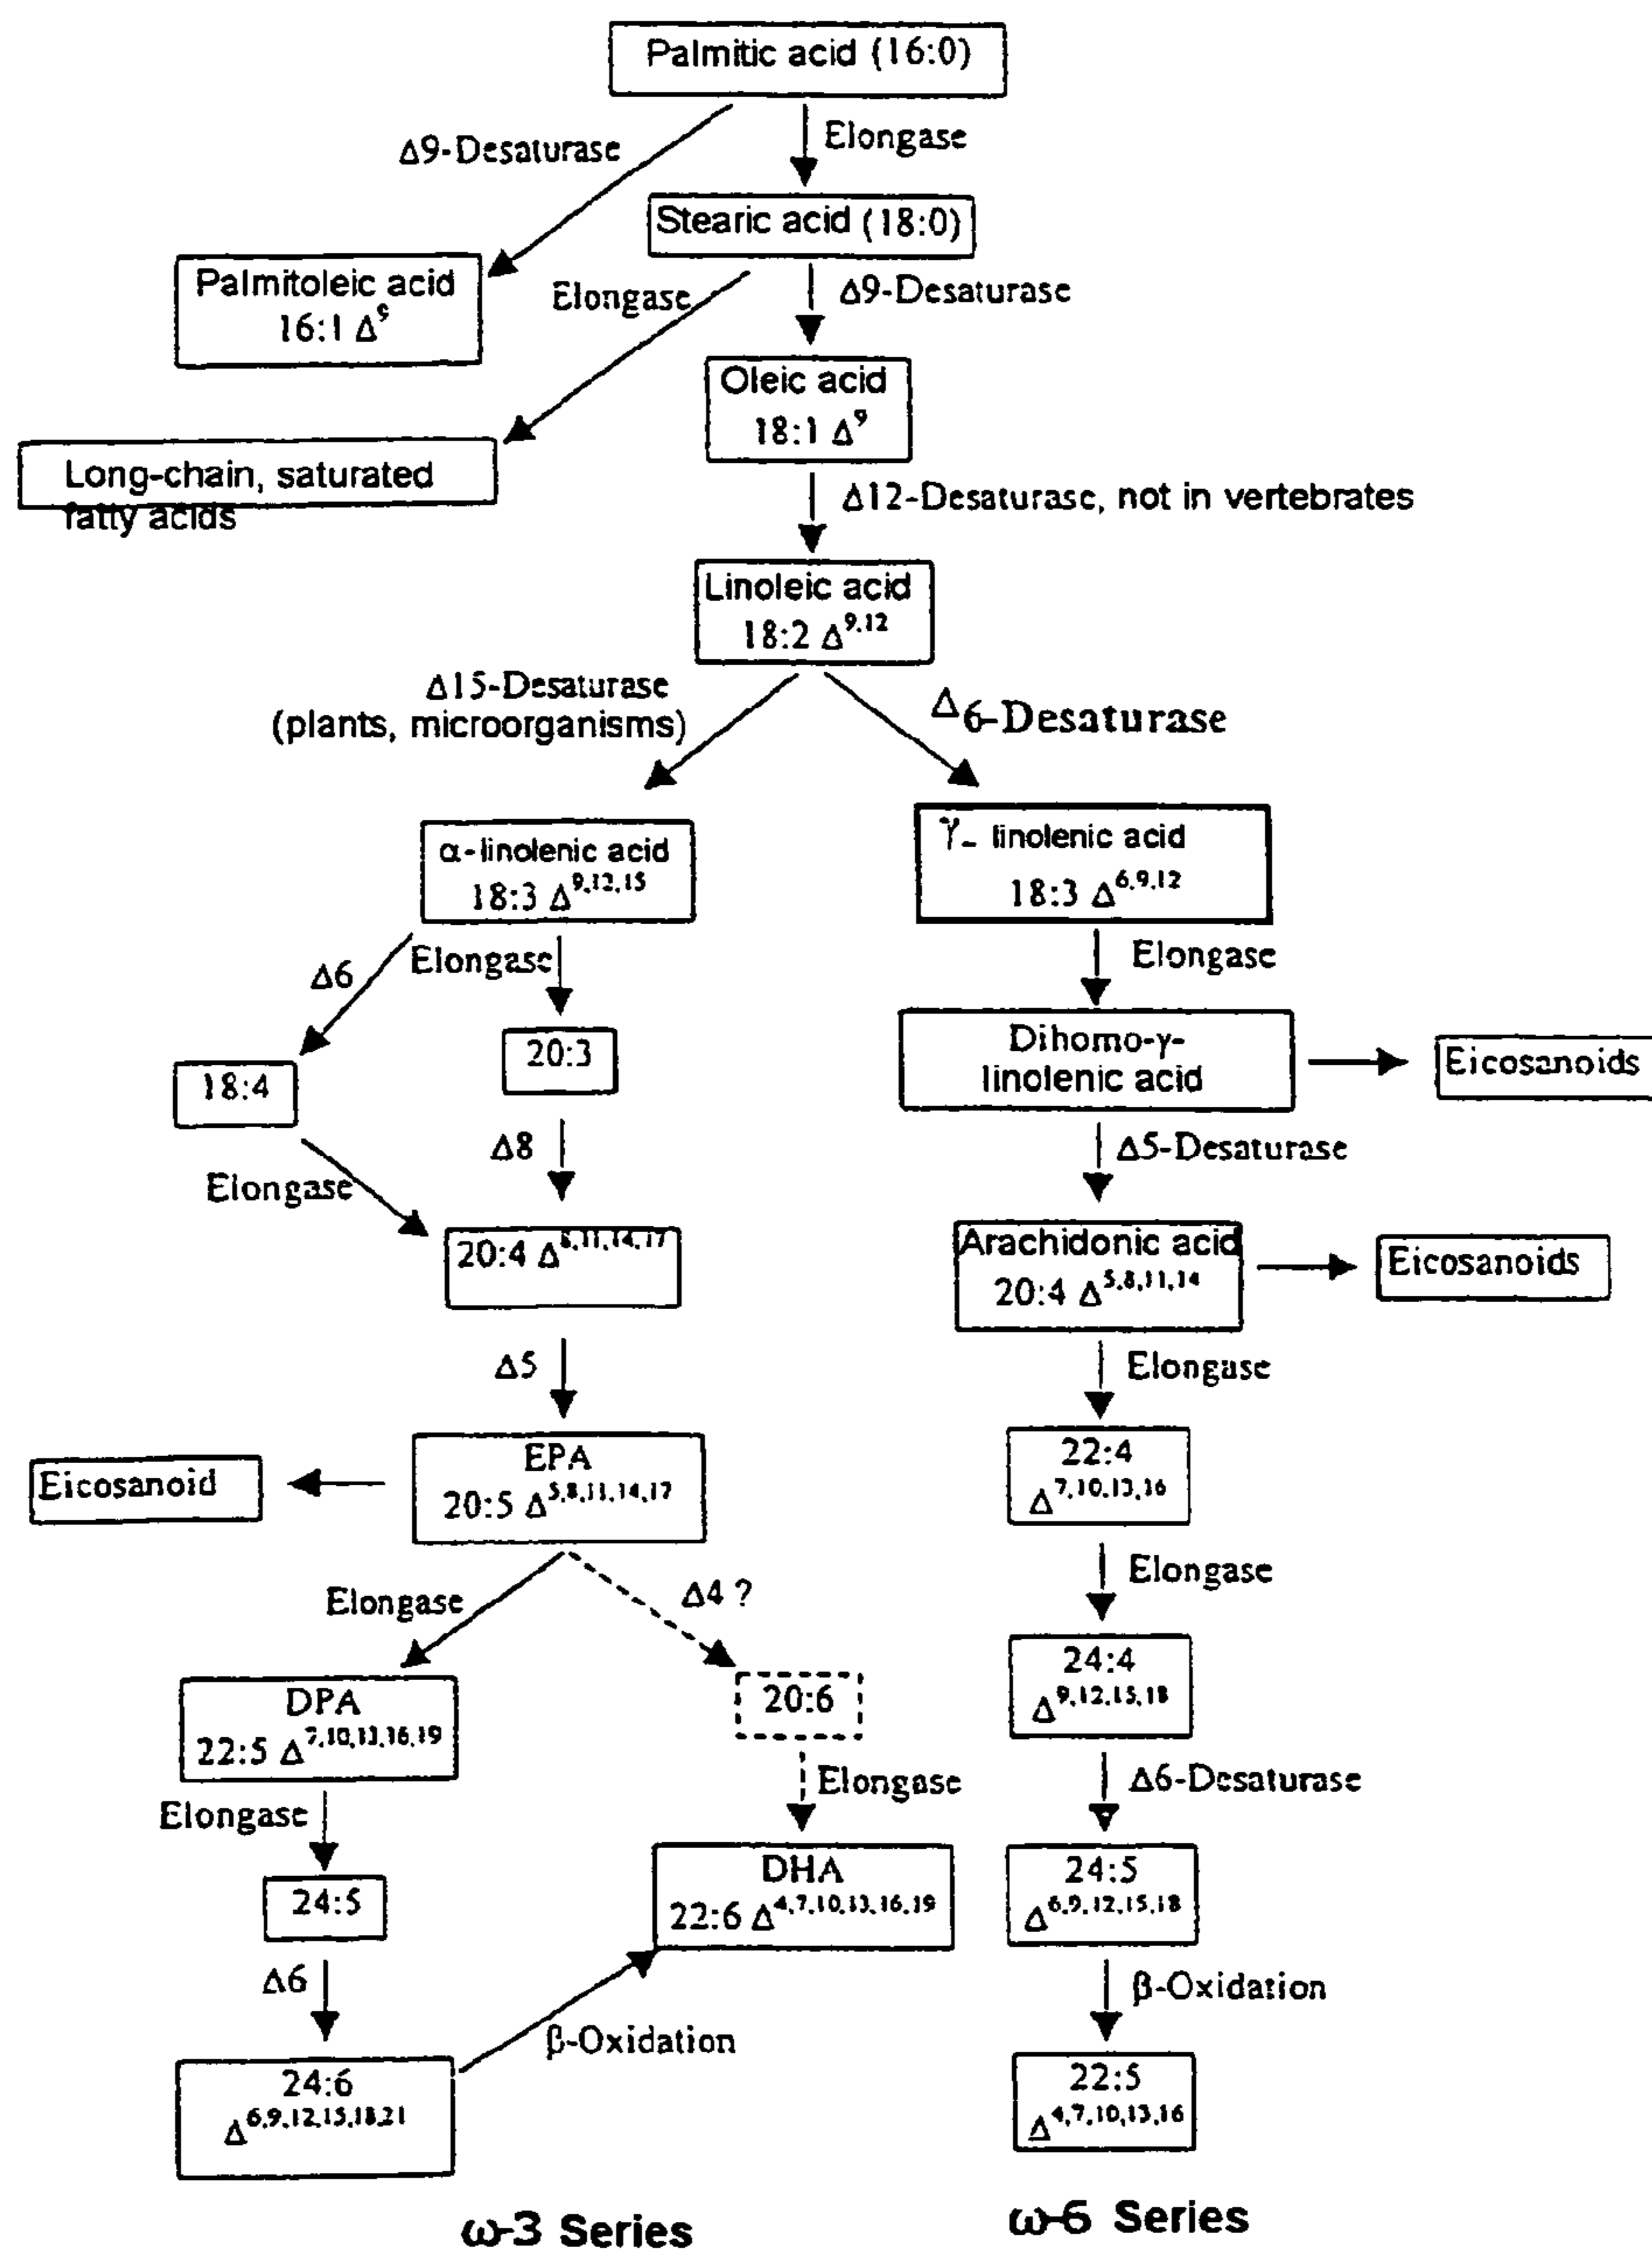 Palmitic acid (16:0)
Δ9-Desaturase
Elongase
Stearic acid (18:0)
Palmitoleic acid
16:1 Δ⁹
Elongase
Δ9-Desaturase
Oleic acid
18:1 Δ⁹
Long-chain, saturated
fatty acids
Δ12-Desaturase, not in vertebrates
Linoleic acid
18:2 Δ⁹,¹²
Δ15-Desaturase
(plants, microorganisms)
Δ6-Desaturase
α-linolenic acid
18:3 Δ⁹,¹²,¹⁵
γ- linolenic acid
18:3 Δ⁶,⁹,¹²
Δ6
Elongase
Elongase
18:4
20:3
Dihomo-γ-
linolenic acid
Eicosanoids
Elongase
Δ8
Δ5-Desaturase
20:4 Δ⁸,¹¹,¹⁴,¹⁷
Arachidonic acid
20:4 Δ⁵,⁸,¹¹,¹⁴
Eicosanoids
Δ5
Elongase
Eicosanoid
EPA
20:5 Δ⁵,⁸,¹¹,¹⁴,¹⁷
22:4
Δ⁷,¹⁰,¹³,¹⁶
Elongase
Δ4 ?
Elongase
DPA
22:5 Δ⁷,¹⁰,¹³,¹⁶,¹⁹
20:6
24:4
Δ⁹,¹²,¹⁵,¹⁸
Elongase
Elongase
Δ6-Desaturase
24:5
DHA
22:6 Δ⁴,⁷,¹⁰,¹³,¹⁶,¹⁹
24:5
Δ⁶,⁹,¹²,¹⁵,¹⁸
Δ6
β-Oxidation
β-Oxidation
24:6
Δ⁶,⁹,¹²,¹⁵,¹⁸,²¹
22:5
Δ⁴,⁷,¹⁰,¹³,¹⁶
ω-3 Series
ω-6 Series